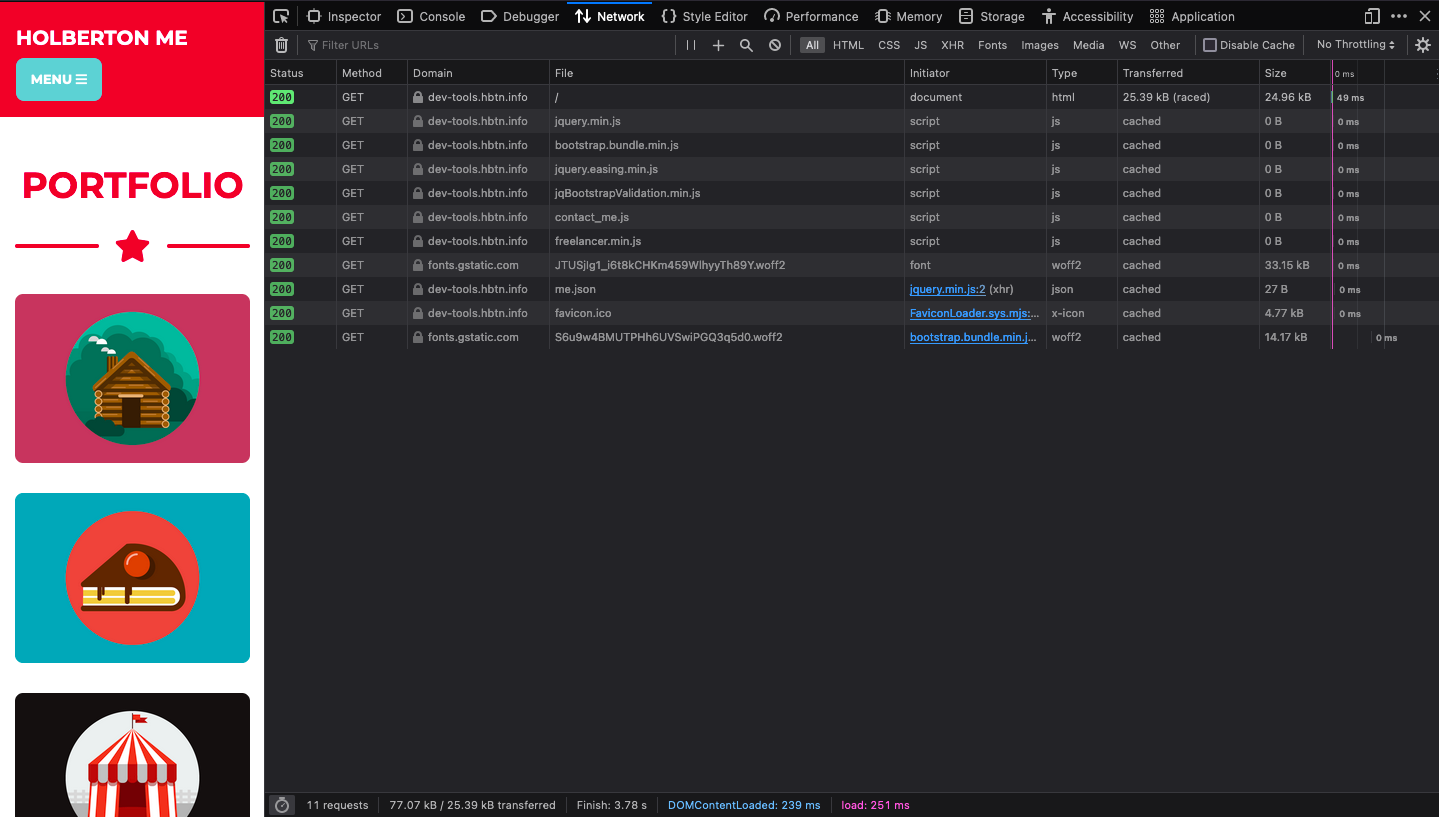 HOLBERTON ME
MENU
PORTFOLIO
Inspector Console Debugger Network Style Editor Performance Memory Storage Accessibility Application
Filter URLs All HTML CSS JS XHR Fonts Images Media WS Other Disable Cache No Throttling
Status Method Domain File Initiator Type Transferred Size 0 ms
200 GET dev-tools.hbtn.info / document html 25.39 kB (raced) 24.96 kB 49 ms
200 GET dev-tools.hbtn.info jquery.min.js script js cached 0 B 0 ms
200 GET dev-tools.hbtn.info bootstrap.bundle.min.js script js cached 0 B 0 ms
200 GET dev-tools.hbtn.info jquery.easing.min.js script js cached 0 B 0 ms
200 GET dev-tools.hbtn.info jqBootstrapValidation.min.js script js cached 0 B 0 ms
200 GET dev-tools.hbtn.info contact_me.js script js cached 0 B 0 ms
200 GET dev-tools.hbtn.info freelancer.min.js script js cached 0 B 0 ms
200 GET fonts.gstatic.com JTUSjIg1_i6t8kCHKm459WlhyyTh89Y.woff2 font woff2 cached 33.15 kB 0 ms
200 GET dev-tools.hbtn.info me.json jquery.min.js:2 (xhr) json cached 27 B 0 ms
200 GET dev-tools.hbtn.info favicon.ico FaviconLoader.sys.mjs:... x-icon cached 4.77 kB 0 ms
200 GET fonts.gstatic.com S6u9w4BMUTPHh6UVSwiPGQ3q5d0.woff2 bootstrap.bundle.min.j... woff2 cached 14.17 kB 0 ms
11 requests 77.07 kB / 25.39 kB transferred Finish: 3.78 s DOMContentLoaded: 239 ms load: 251 ms